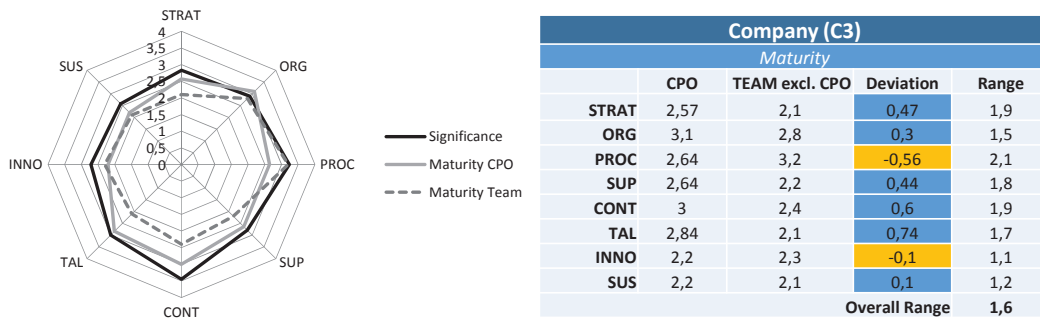 STRAT
4
3,5
3
2,5
2
1,5
1
0,5
0
ORG
PROC
SUP
CONT
TAL
INNO
SUS
Significance
Maturity CPO
Maturity Team
Company (C3)
Maturity
CPO TEAM excl. CPO Deviation Range
STRAT 2,57 2,1 0,47 1,9
ORG 3,1 2,8 0,3 1,5
PROC 2,64 3,2 -0,56 2,1
SUP 2,64 2,2 0,44 1,8
CONT 3 2,4 0,6 1,9
TAL 2,84 2,1 0,74 1,7
INNO 2,2 2,3 -0,1 1,1
SUS 2,2 2,1 0,1 1,2
Overall Range 1,6